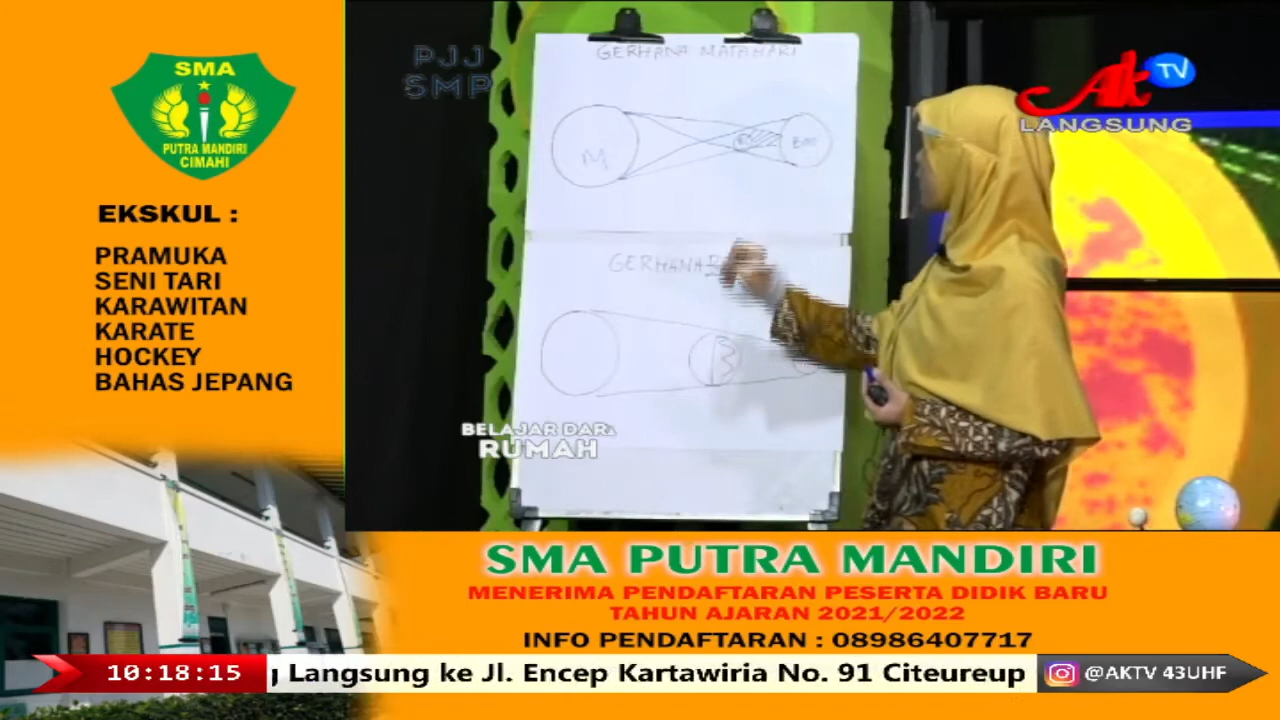 SMA
PUTRA MANDIRI
CIMAHI
EKSKUL :
PRAMUKA
SENI TARI
KARAWITAN
KARATE
HOCKEY
BAHAS JEPANG
PJJ
SMP
GERHANA MATAHARI
M
GERHANA
BELAJAR DARI
RUMAH
AkTV
LANGSUNG
SMA PUTRA MANDIRI
MENERIMA PENDAFTARAN PESERTA DIDIK BARU
TAHUN AJARAN 2021/2022
INFO PENDAFTARAN : 08986407717
10:18:15
Langsung ke Jl. Encep Kartawiria No. 91 Citeureup
@AKTV 43UHF